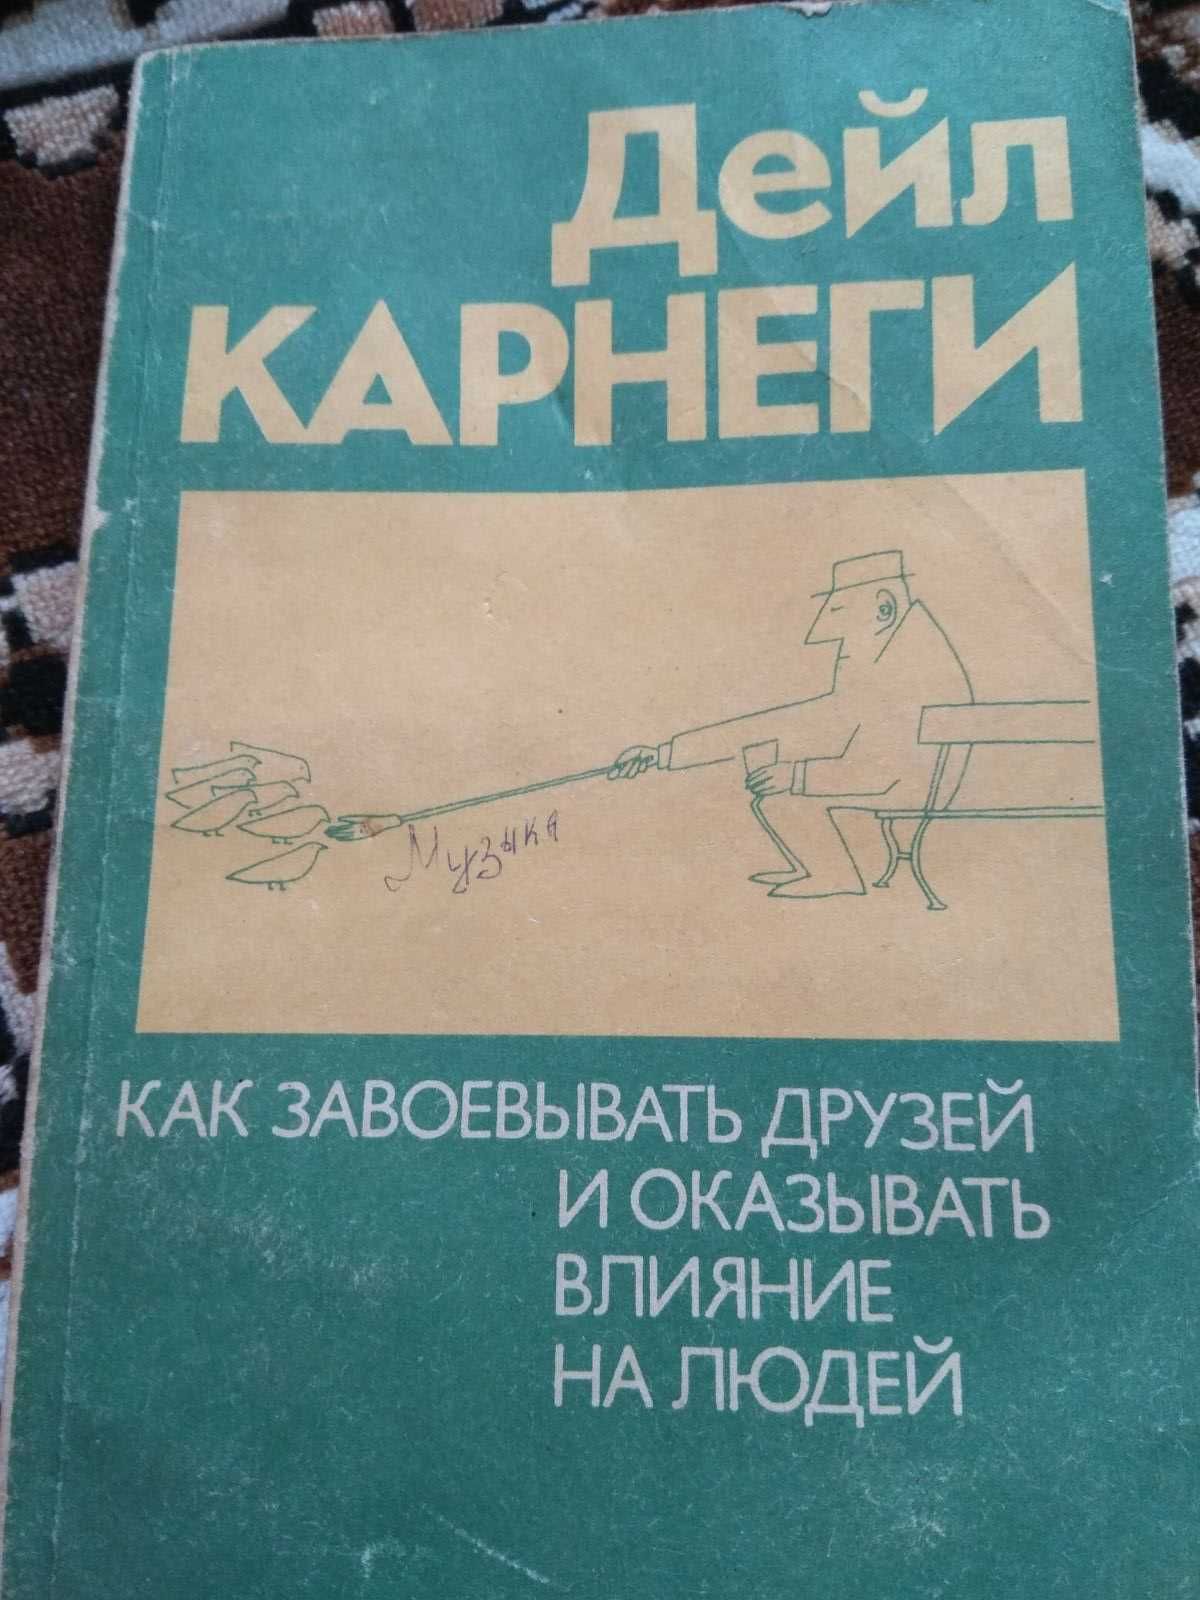 Дейл
КАРНЕГИ
Музыка
КАК ЗАВОЕВЫВАТЬ ДРУЗЕЙ
И ОКАЗЫВАТЬ
ВЛИЯНИЕ
НА ЛЮДЕЙ